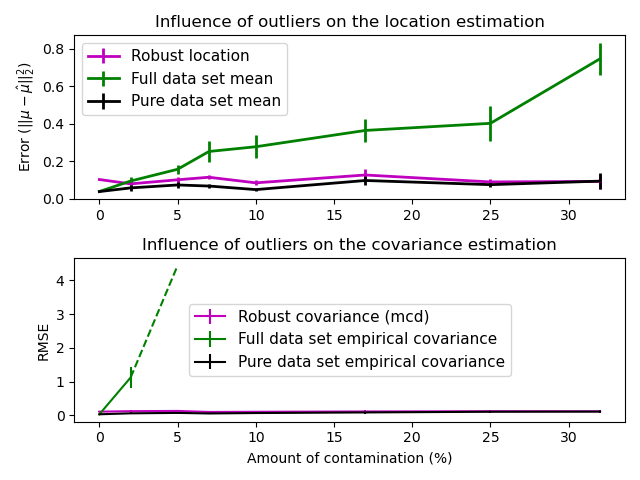 Influence of outliers on the location estimation
Error (||μ − μ̂||₂²)
0.8
0.6
0.4
0.2
0.0
Robust location
Full data set mean
Pure data set mean
0 5 10 15 20 25 30
Influence of outliers on the covariance estimation
RMSE
4
3
2
1
0
Robust covariance (mcd)
Full data set empirical covariance
Pure data set empirical covariance
0 5 10 15 20 25 30
Amount of contamination (%)